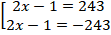 2x − 1 = 243
2x − 1 = −243